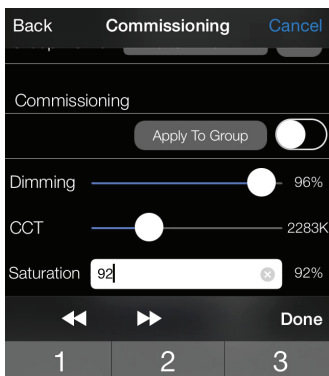 Back Commissioning Cancel
Commissioning
Apply To Group
Dimming 96%
CCT 2283K
Saturation 92 92%
Done
1 2 3